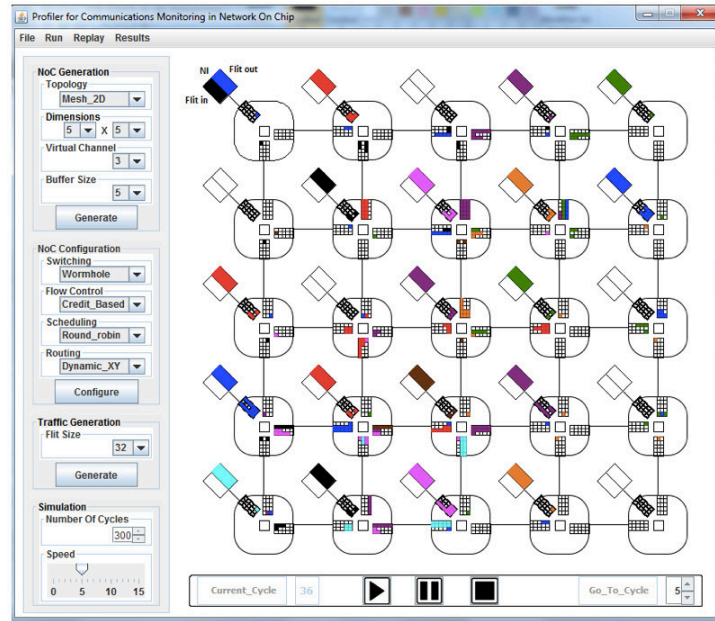 Profiler for Communications Monitoring in Network On Chip
File Run Replay Results
NoC Generation
Topology
Mesh_2D
Dimensions
5 X 5
Virtual Channel
3
Buffer Size
5
Generate
NoC Configuration
Switching
Wormhole
Flow Control
Credit_Based
Scheduling
Round_robin
Routing
Dynamic_XY
Configure
Traffic Generation
Flit Size
32
Generate
Simulation
Number Of Cycles
300
Speed
0 5 10 15
NI Flit out
Flit in
Current_Cycle 36 Go_To_Cycle 5